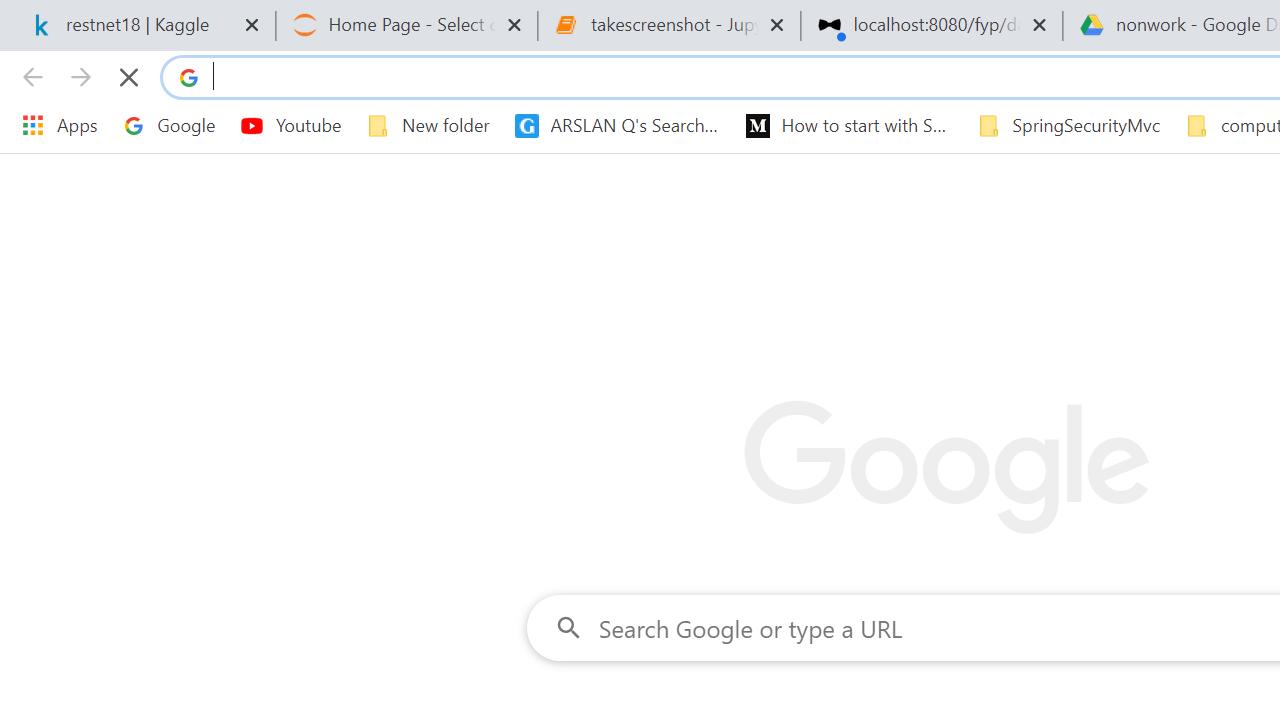 restnet18 | Kaggle
Home Page - Select
takescreenshot - Jup
localhost:8080/fyp/d
nonwork - Google D
Apps
Google
Youtube
New folder
ARSLAN Q's Search...
How to start with S...
SpringSecurityMvc
comput
Google
Search Google or type a URL